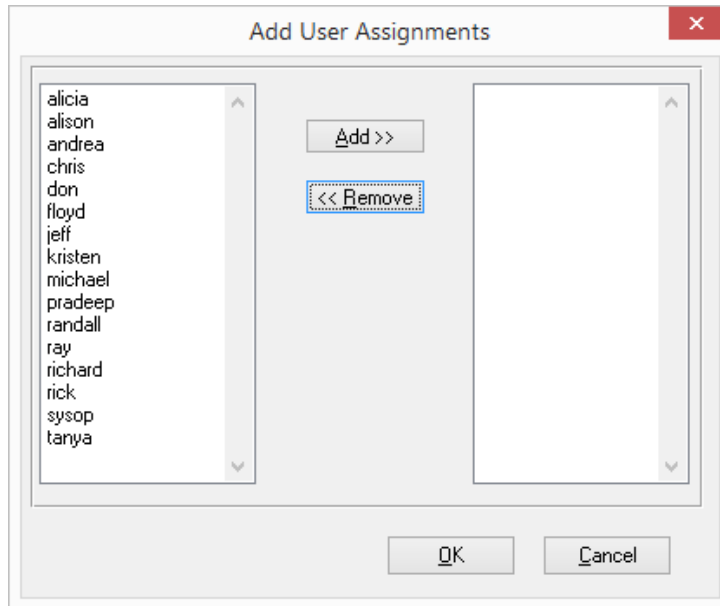 Add User Assignments
alicia
alison
andrea
chris
don
floyd
jeff
kristen
michael
pradeep
randall
ray
richard
rick
sysop
tanya
Add >>
<< Remove
OK
Cancel